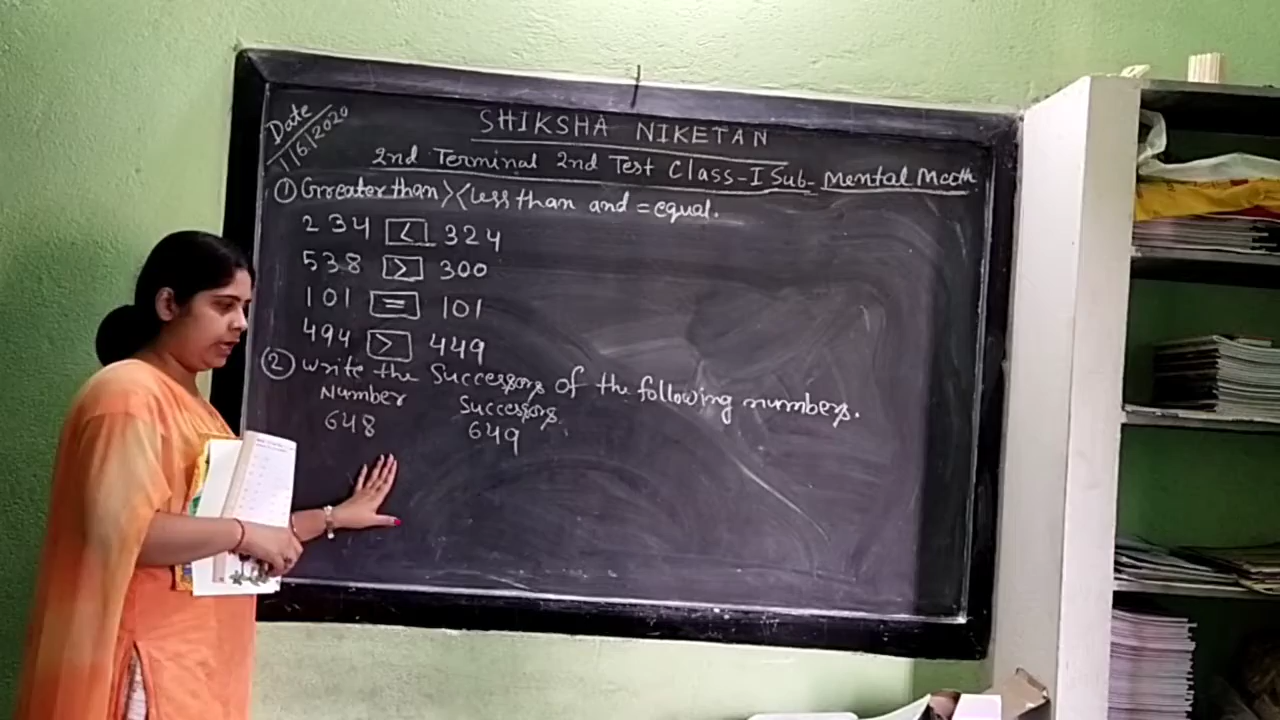 Date
1/6/2020
SHIKSHA NIKETAN
2nd Terminal 2nd Test Class-I Sub- Mental Math
① Greater than > < less than and = equal.
234 < 324
538 > 300
101 = 101
494 > 449
② Write the Successors of the following numbers.
Number Successors
648 649